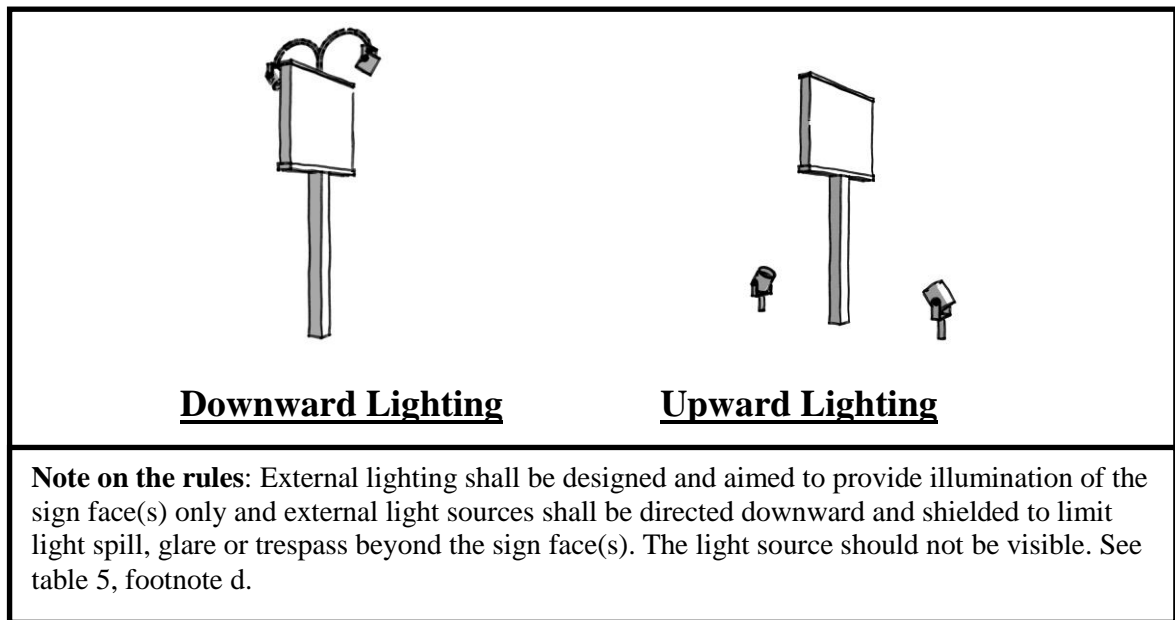 Downward Lighting
Upward Lighting
Note on the rules: External lighting shall be designed and aimed to provide illumination of the
sign face(s) only and external light sources shall be directed downward and shielded to limit
light spill, glare or trespass beyond the sign face(s). The light source should not be visible. See
table 5, footnote d.